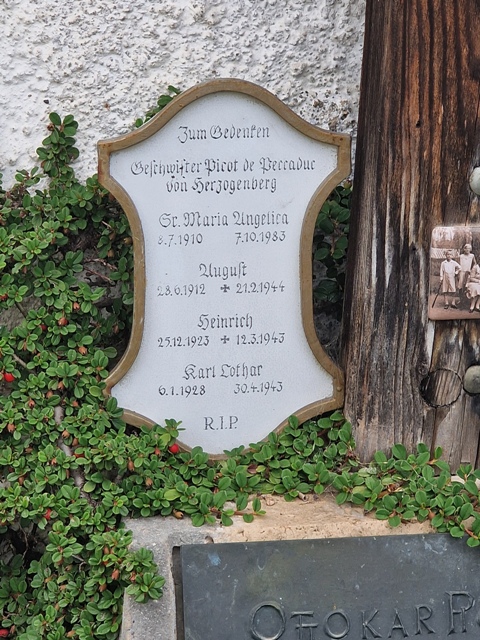 Zum Gedenken
Geschwister Picot de Peccaduc
von Herzogenberg
Sr. Maria Angelica
8.7.1910 7.10.1983
August
28.6.1912 ✠ 21.2.1944
Heinrich
25.12.1923 ✠ 12.3.1943
Karl Lothar
6.1.1928 30.4.1943
R.I.P.
OTOKAR